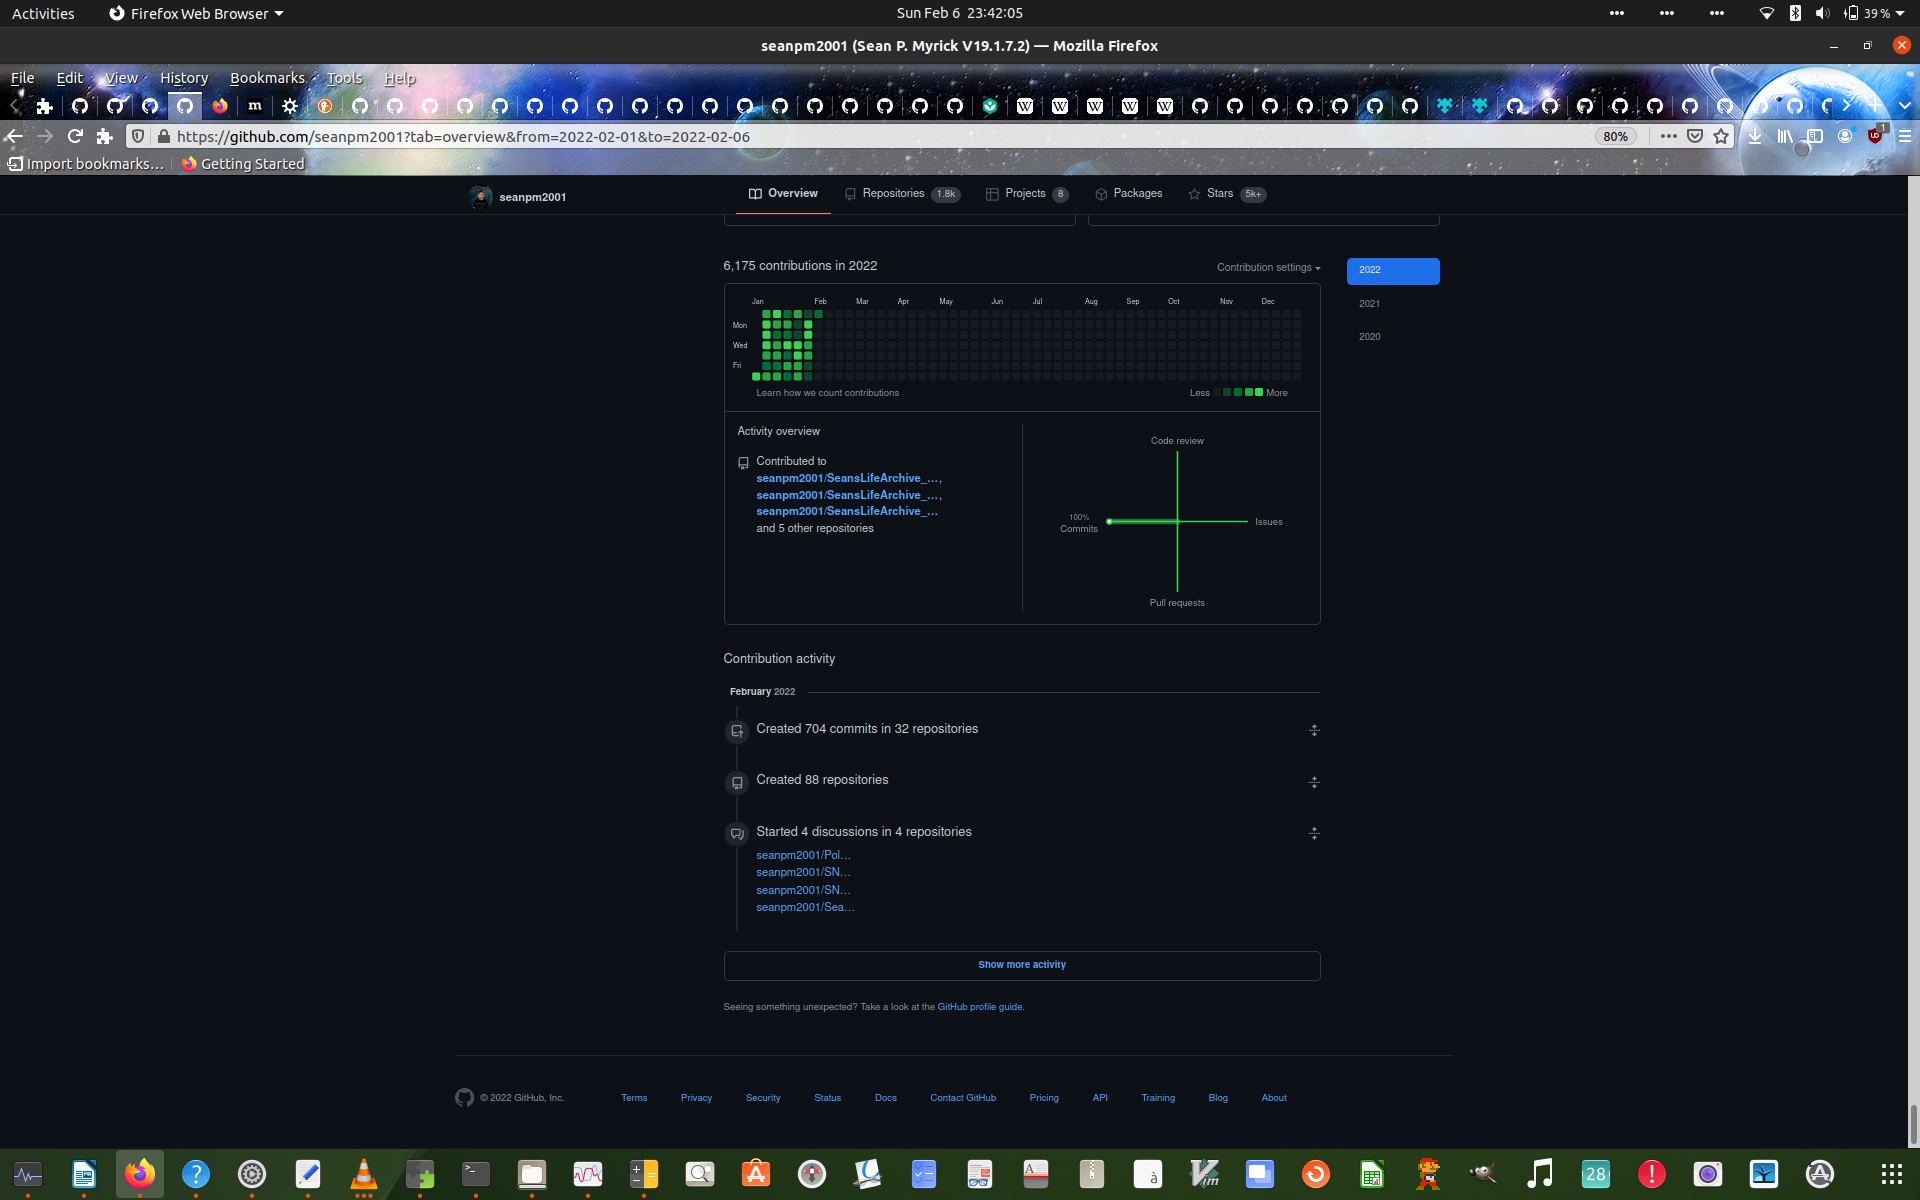 Activities
Firefox Web Browser
Sun Feb 6 23:42:05
39 %
seanpm2001 (Sean P. Myrick V19.1.7.2) — Mozilla Firefox
File Edit View History Bookmarks Tools Help
https://github.com/seanpm2001?tab=overview&from=2022-02-01&to=2022-02-06
80%
1
Import bookmarks…
Getting Started
seanpm2001
Overview
Repositories 1.8k
Projects 8
Packages
Stars 5k+
6,175 contributions in 2022
Contribution settings
2022
2021
2020
Jan Feb Mar Apr May Jun Jul Aug Sep Oct Nov Dec
Mon
Wed
Fri
Learn how we count contributions
Less
More
Activity overview
Contributed to
seanpm2001/SeansLifeArchive_…,
seanpm2001/SeansLifeArchive_…,
seanpm2001/SeansLifeArchive_…
and 5 other repositories
Code review
100%
Commits
Issues
Pull requests
Contribution activity
February 2022
Created 704 commits in 32 repositories
Created 88 repositories
Started 4 discussions in 4 repositories
seanpm2001/Pol…
seanpm2001/SN…
seanpm2001/SN…
seanpm2001/Sea…
Show more activity
Seeing something unexpected? Take a look at the GitHub profile guide.
© 2022 GitHub, Inc.
Terms
Privacy
Security
Status
Docs
Contact GitHub
Pricing
API
Training
Blog
About
28